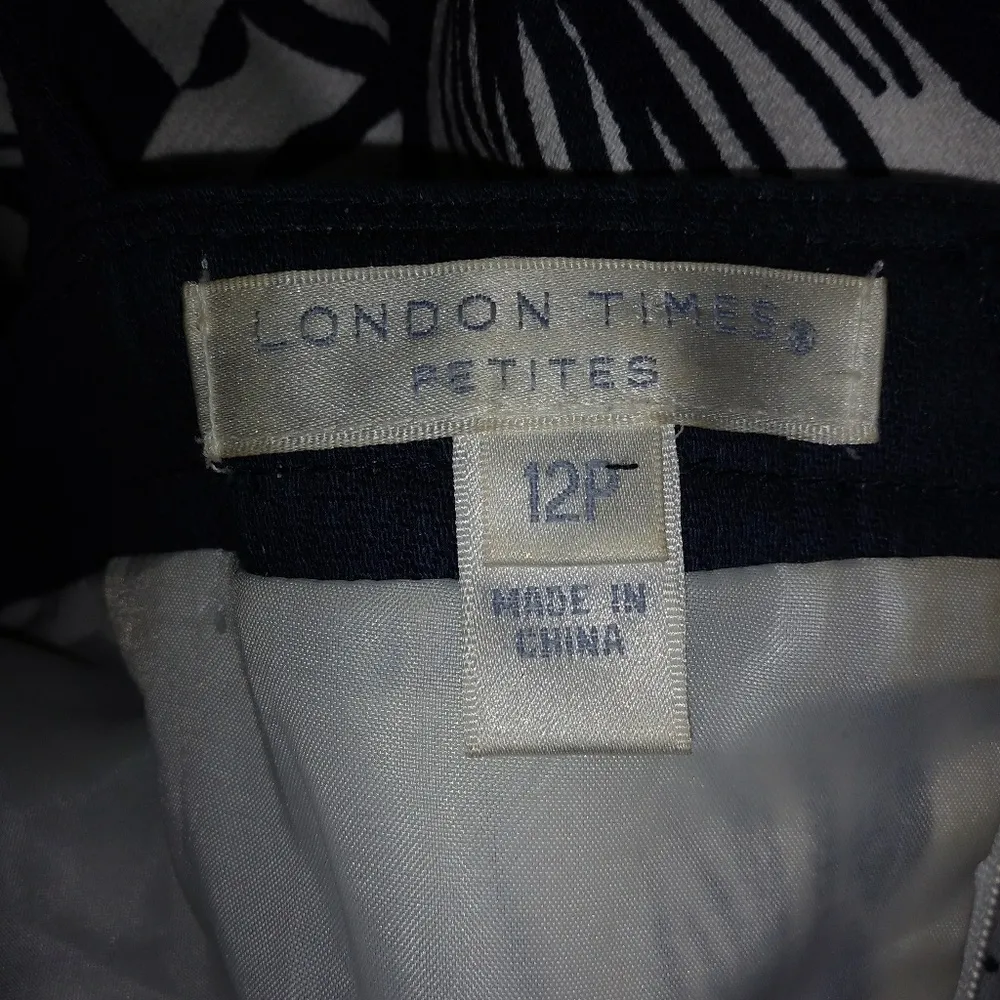 LONDON TIMES®
PETITES
12P
MADE IN
CHINA